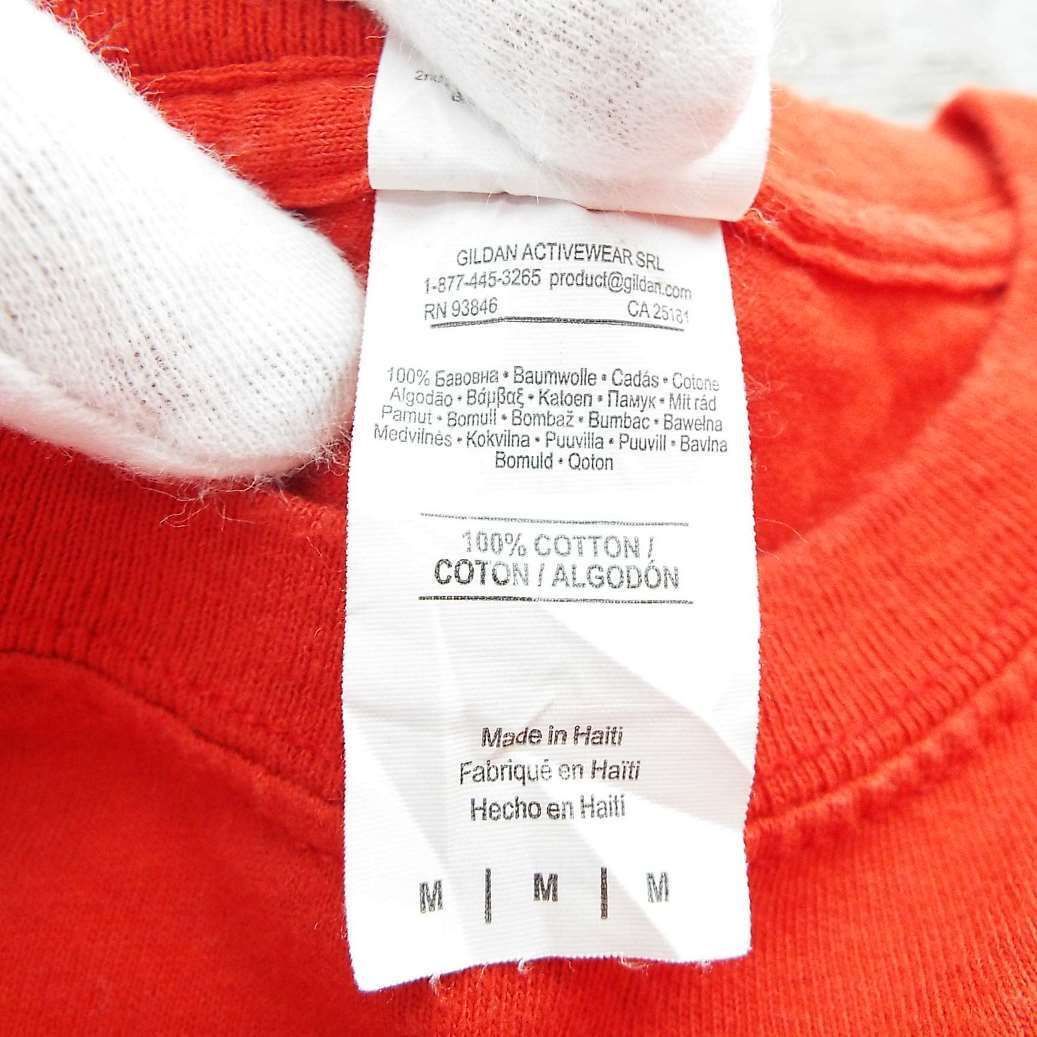 GILDAN ACTIVEWEAR SRL
1-877-445-3265 product@gildan.com
RN 93846 CA 25181
100% Бавовна • Baumwolle • Cadás • Cotone
Algodão • Βάμβαξ • Katoen • Памук • Mit rád
Pamut • Bomull • Bombaž • Bumbac • Bawełna
Medvilnės • Kokvilna • Puuvilla • Puuvill • Bavlna
Bomuld • Qoton
100% COTTON /
COTON / ALGODÓN
Made in Haiti
Fabriqué en Haïti
Hecho en Haití
M | M | M